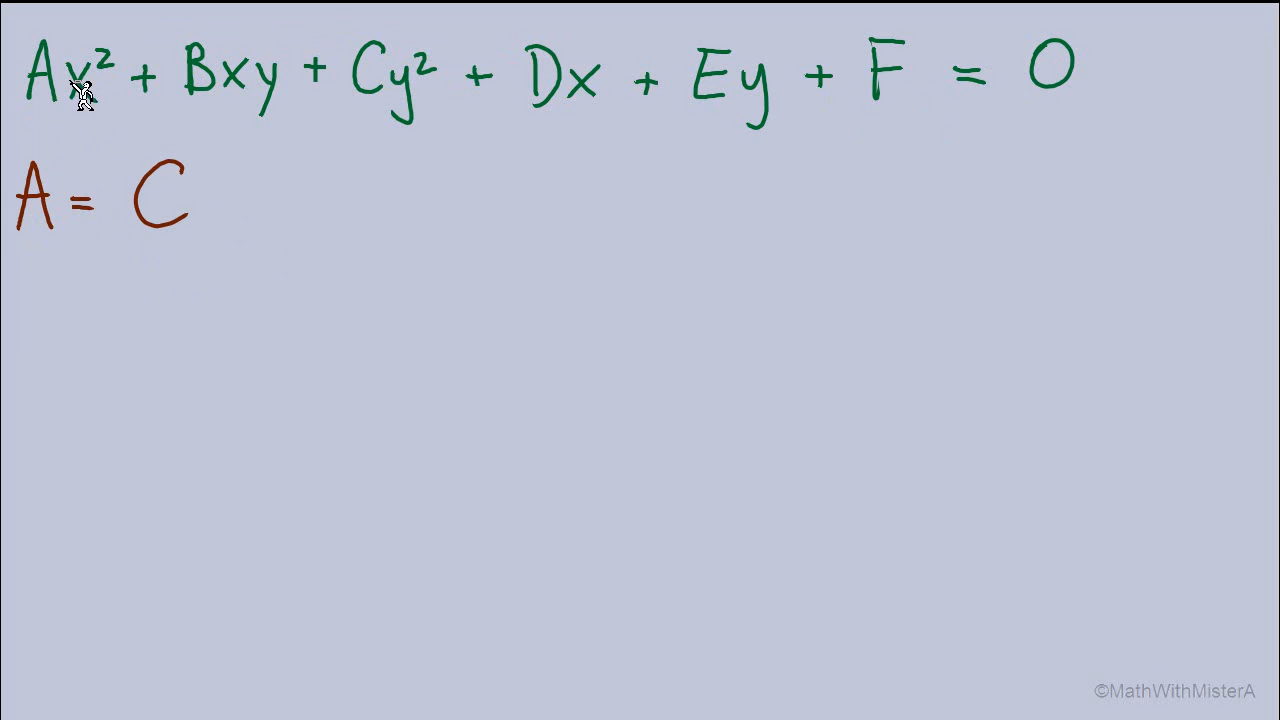 Ax² + Bxy + Cy² + Dx + Ey + F = 0
A = C
©MathWithMisterA